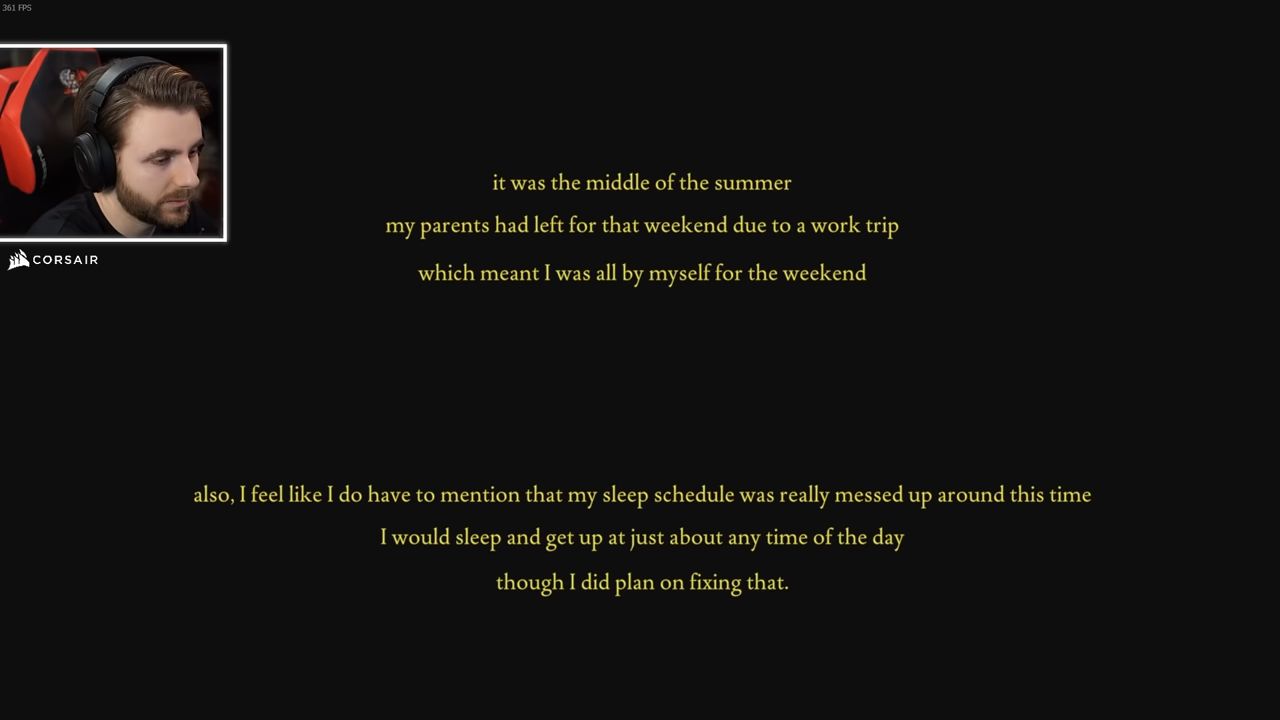 361 FPS
CORSAIR
it was the middle of the summer
my parents had left for that weekend due to a work trip
which meant I was all by myself for the weekend
also, I feel like I do have to mention that my sleep schedule was really messed up around this time
I would sleep and get up at just about any time of the day
though I did plan on fixing that.